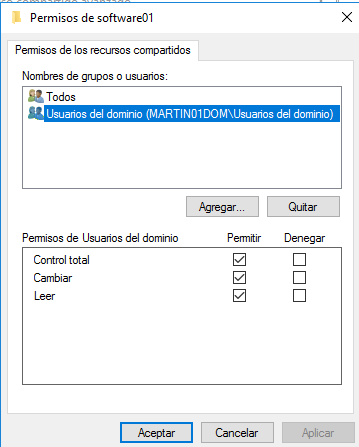 Permisos de software01
Permisos de los recursos compartidos
Nombres de grupos o usuarios:
Todos
Usuarios del dominio (MARTIN01DOM\Usuarios del dominio)
Agregar... Quitar
Permisos de Usuarios del dominio Permitir Denegar
Control total
Cambiar
Leer
Aceptar Cancelar Aplicar